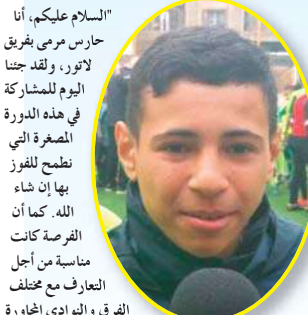 "السلام عليكم، أنا
حارس مرمى بفريق
لاتور، ولقد جئنا
اليوم للمشاركة
في هذه الدورة
المصغرة التي
نطمح للفوز
بها إن شاء
الله. كما أن
الفرصة كانت
مناسبة من أجل
التعارف مع مختلف
الفرق والنوادي المجاورة